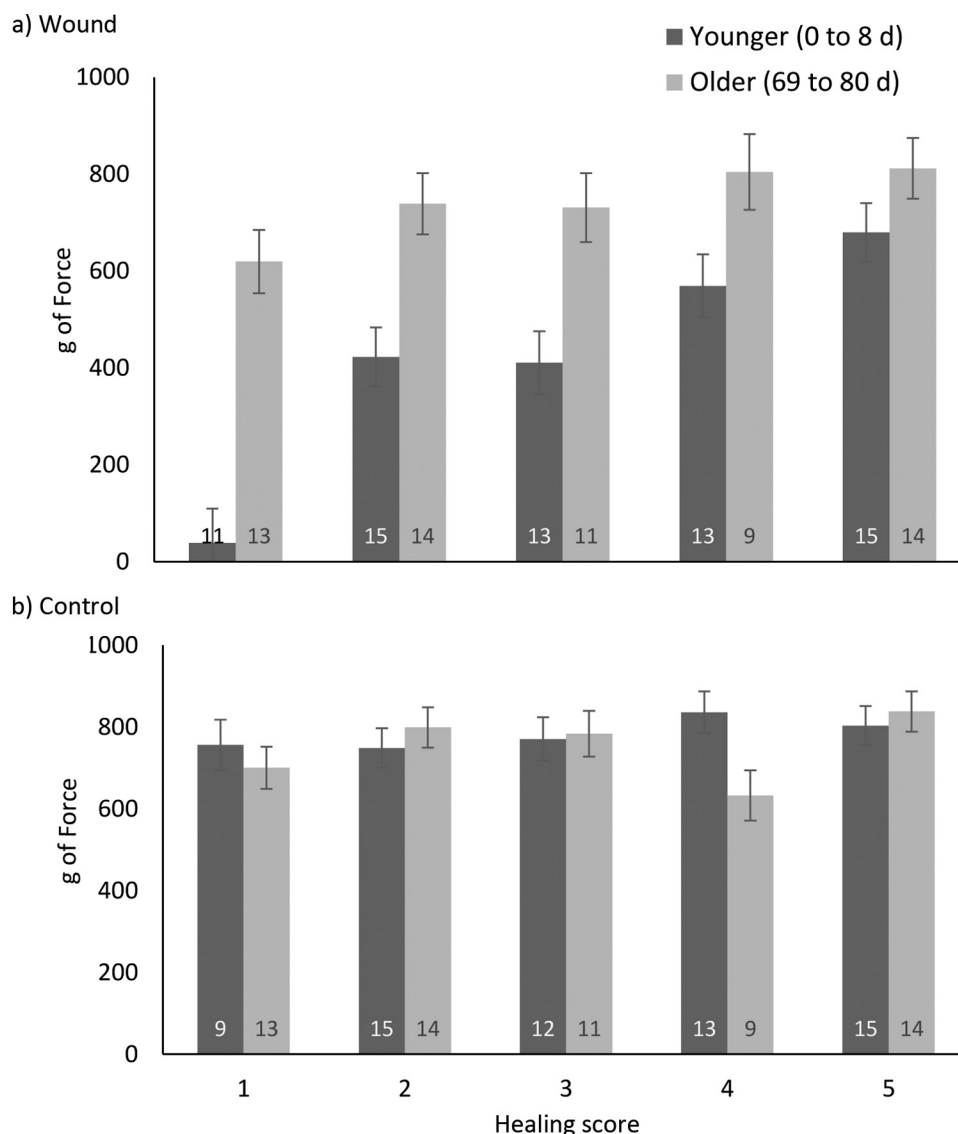 a) Wound
Younger (0 to 8 d)
Older (69 to 80 d)
g of Force
1000
800
600
400
200
0
11 13 15 14 13 11 13 9 15 14
b) Control
g of Force
1000
800
600
400
200
0
9 13 15 14 12 11 13 9 15 14
1 2 3 4 5
Healing score